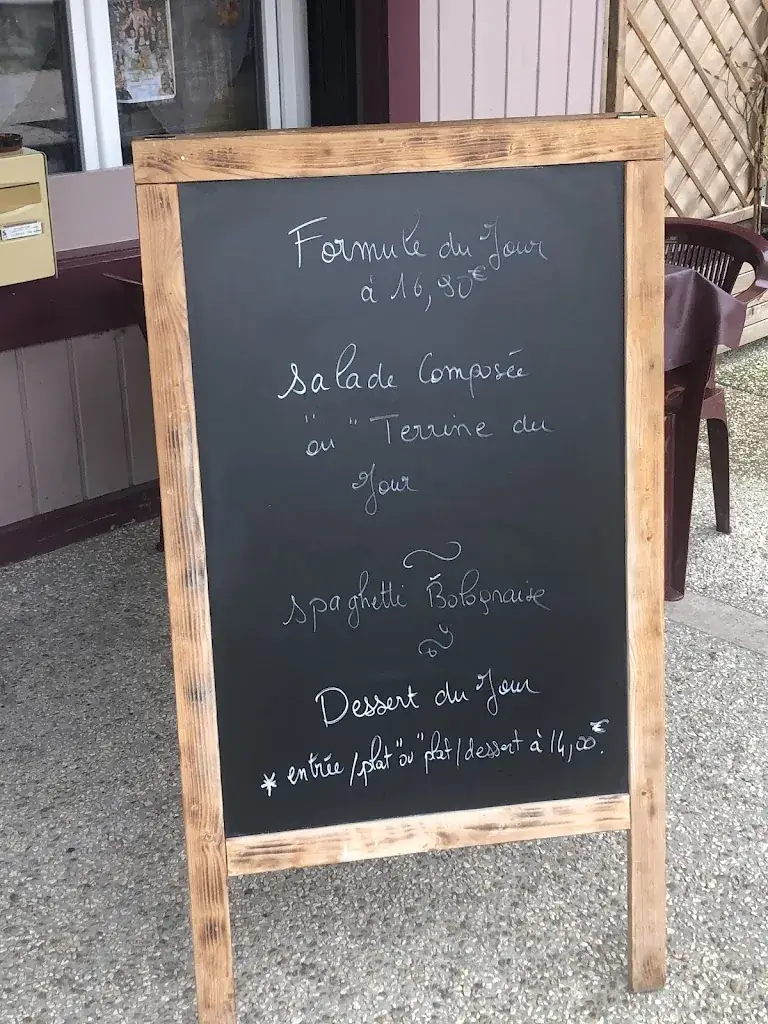 Formule du Jour
à 16,90€
Salade Composée
"ou" Terrine du
Jour
Spaghetti Bolognaise
Dessert du Jour
* entrée/plat "ou" plat/dessert à 14,00€.